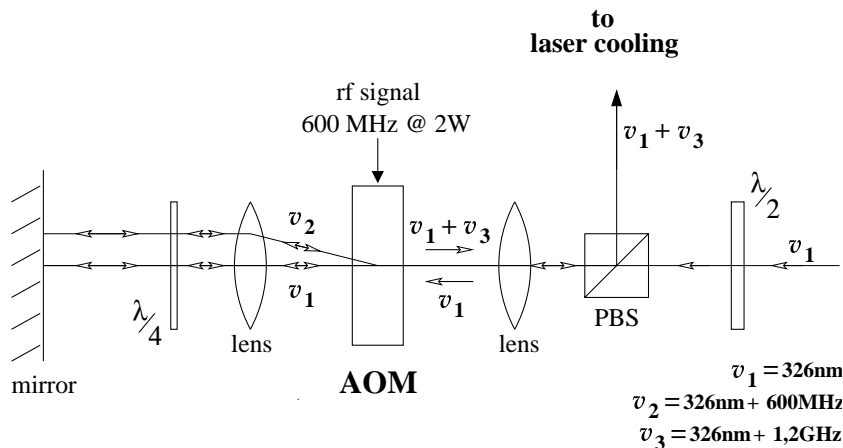 to
laser cooling
rf signal
600 MHz @ 2W
v1 + v3
λ/2
v2
v1 + v3
v1
v1
v1
λ/4
lens
lens
PBS
mirror
AOM
v1 = 326nm
v2 = 326nm + 600MHz
v3 = 326nm + 1,2GHz